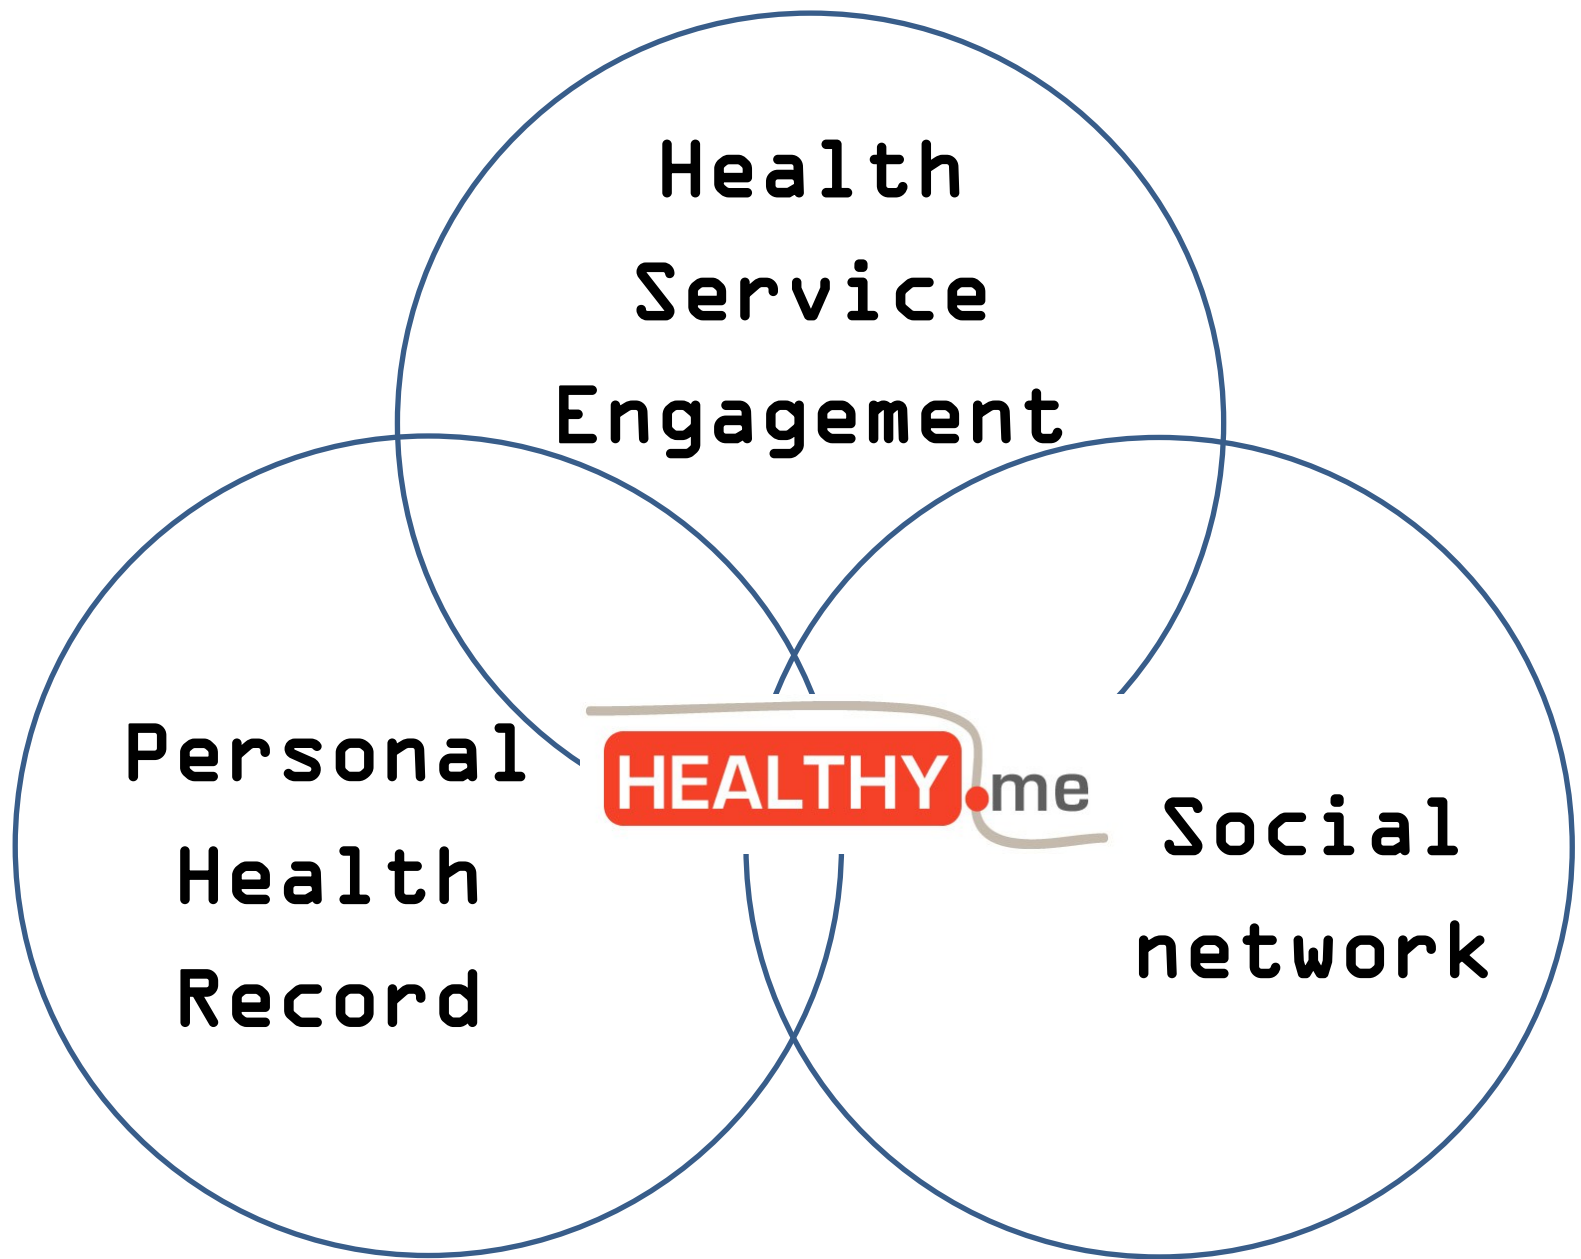 Health
Service
Engagement
Personal
Health
Record
HEALTHY.me
Social
network